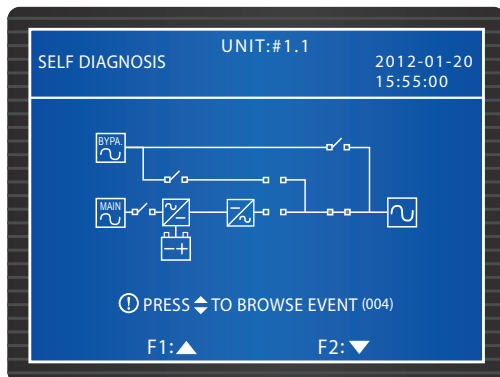 UNIT:#1.1
SELF DIAGNOSIS
2012-01-20
15:55:00
BYPA.
MAIN
PRESS TO BROWSE EVENT (004)
F1: F2: